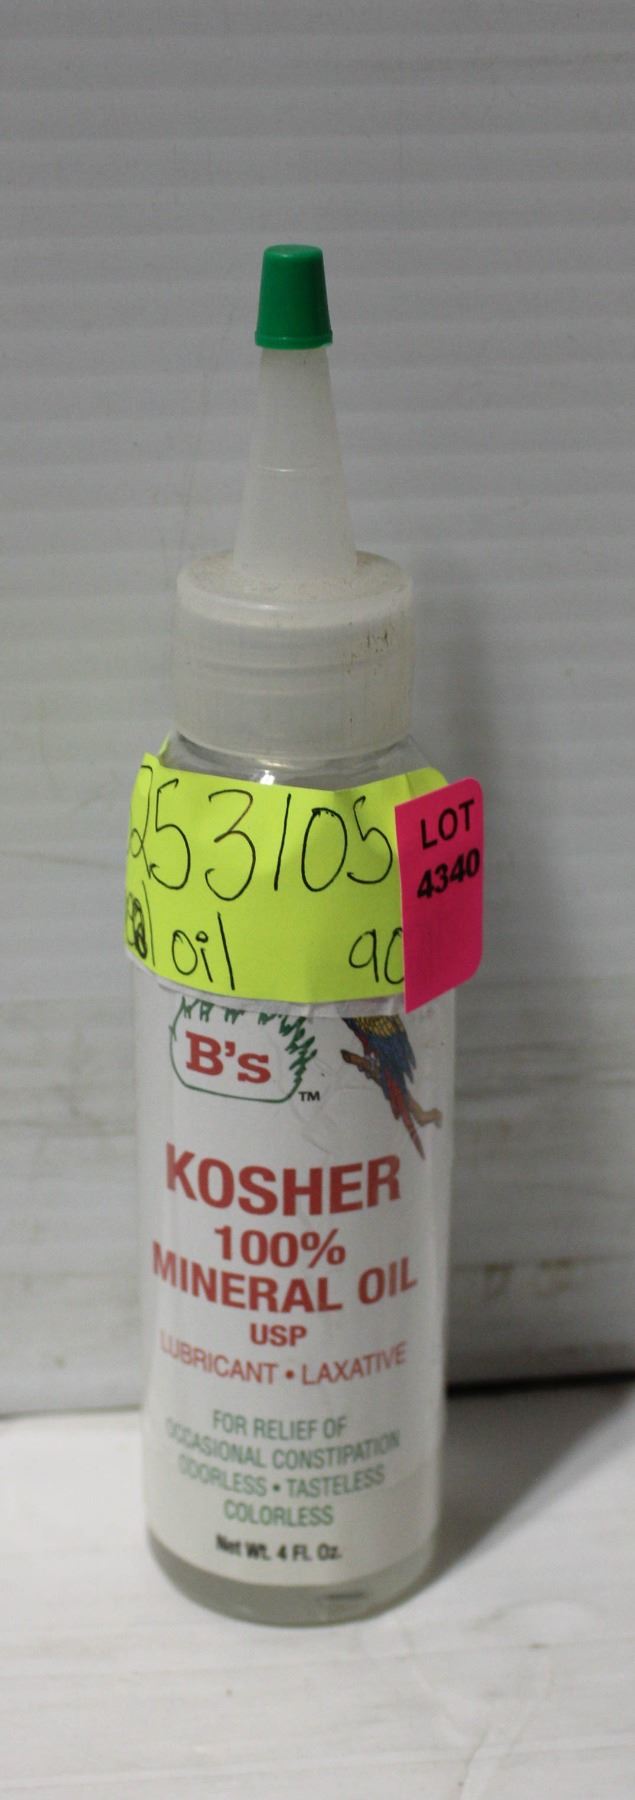 253105
LOT
4340
oil 90
B's™
KOSHER
100%
MINERAL OIL
USP
LUBRICANT • LAXATIVE
FOR RELIEF OF
OCCASIONAL CONSTIPATION
ODORLESS • TASTELESS
COLORLESS
Net Wt. 4 Fl. Oz.